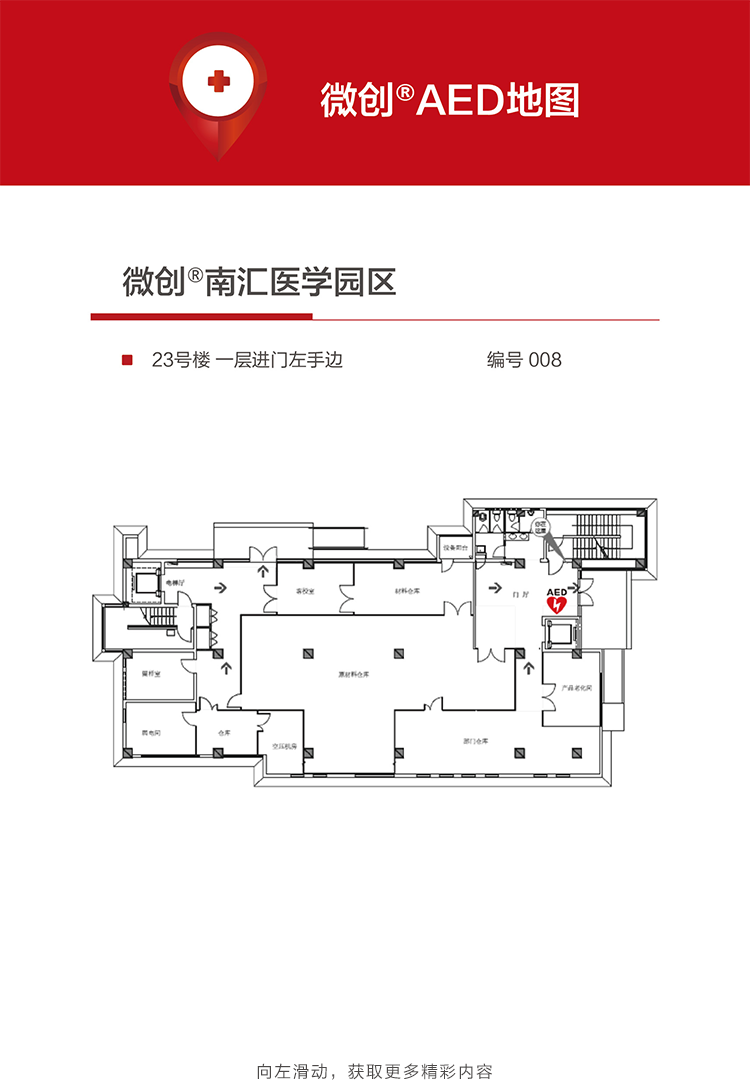 微创®AED地图
微创®南汇医学园区
23号楼 一层进门左手边
编号 008
设备阳台
电梯厅
茶饮室
材料仓库
门厅
AED
留样室
原材料仓库
产品老化间
弱电间
仓库
空压机房
部门仓库
向左滑动，获取更多精彩内容